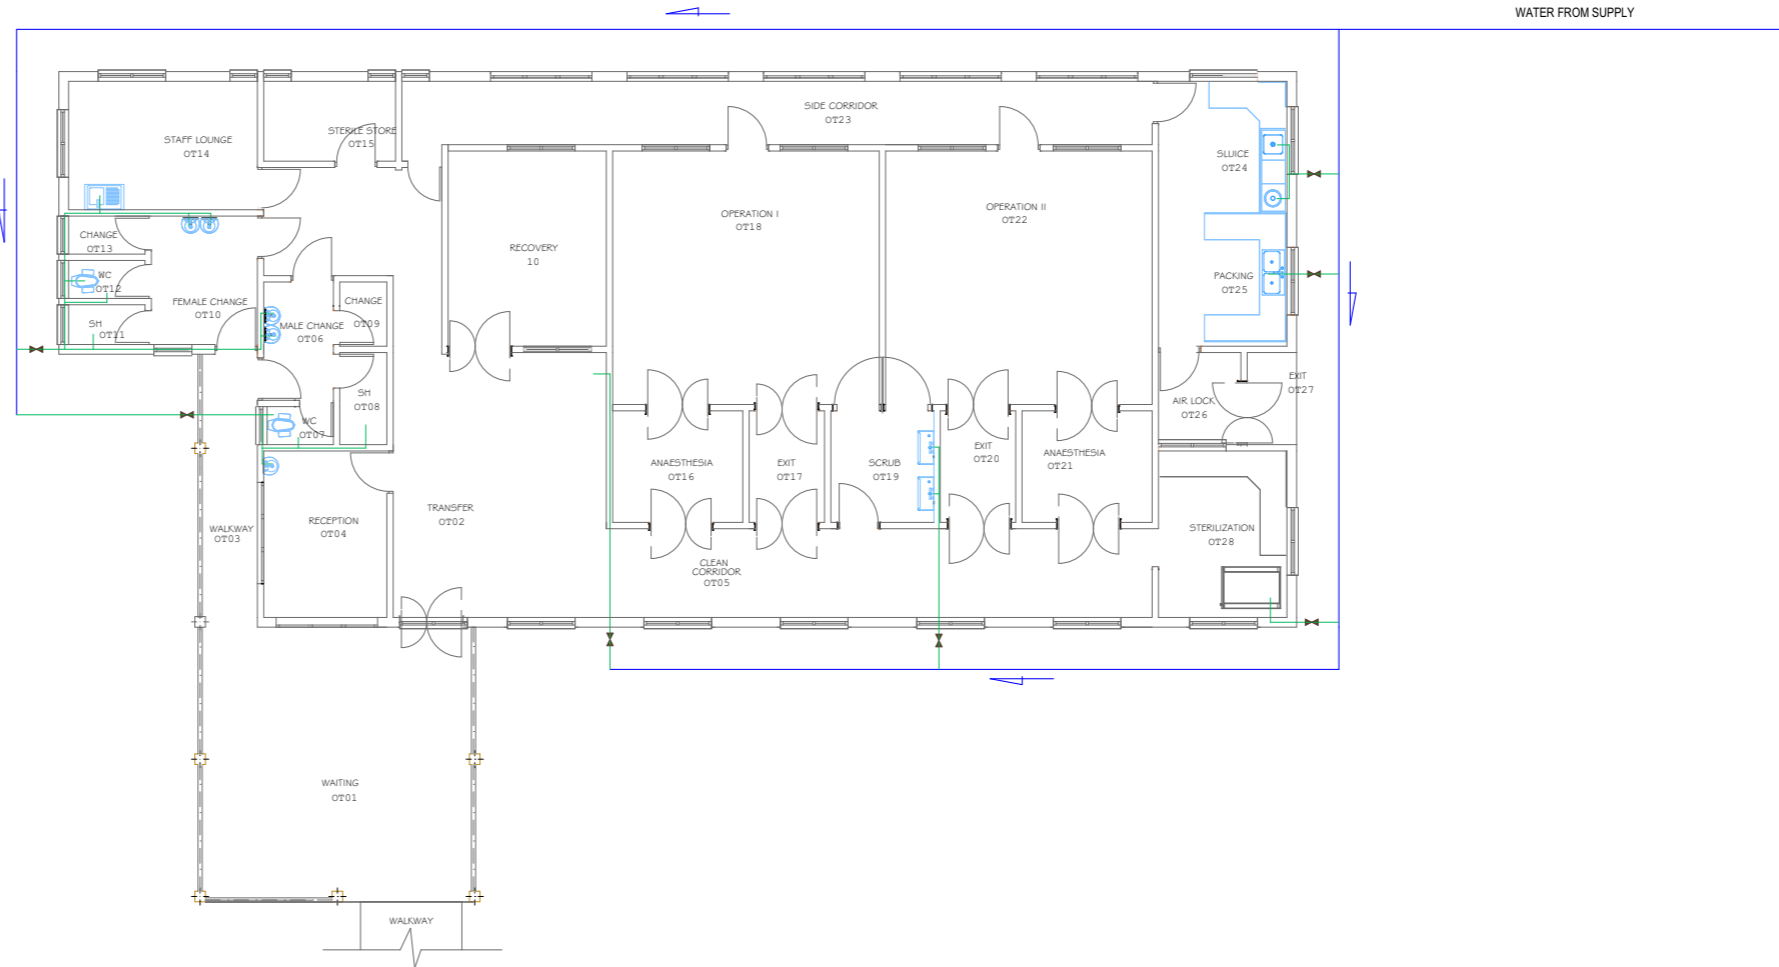 WATER FROM SUPPLY
SIDE CORRIDOR
OT23
STAFF LOUNGE
OT14
STERILE STORE
OT15
SLUICE
OT24
OPERATION I
OT18
OPERATION II
OT22
CHANGE
OT13
RECOVERY
10
WC
OT12
PACKING
OT25
FEMALE CHANGE
OT10
CHANGE
OT09
SH
OT11
MALE CHANGE
OT06
EXIT
OT27
SH
OT08
AIR LOCK
OT26
WC
OT07
ANAESTHESIA
OT16
EXIT
OT17
SCRUB
OT19
EXIT
OT20
ANAESTHESIA
OT21
TRANSFER
OT02
RECEPTION
OT04
WALKWAY
OT03
STERILIZATION
OT28
CLEAN
CORRIDOR
OT05
WAITING
OT01
WALKWAY